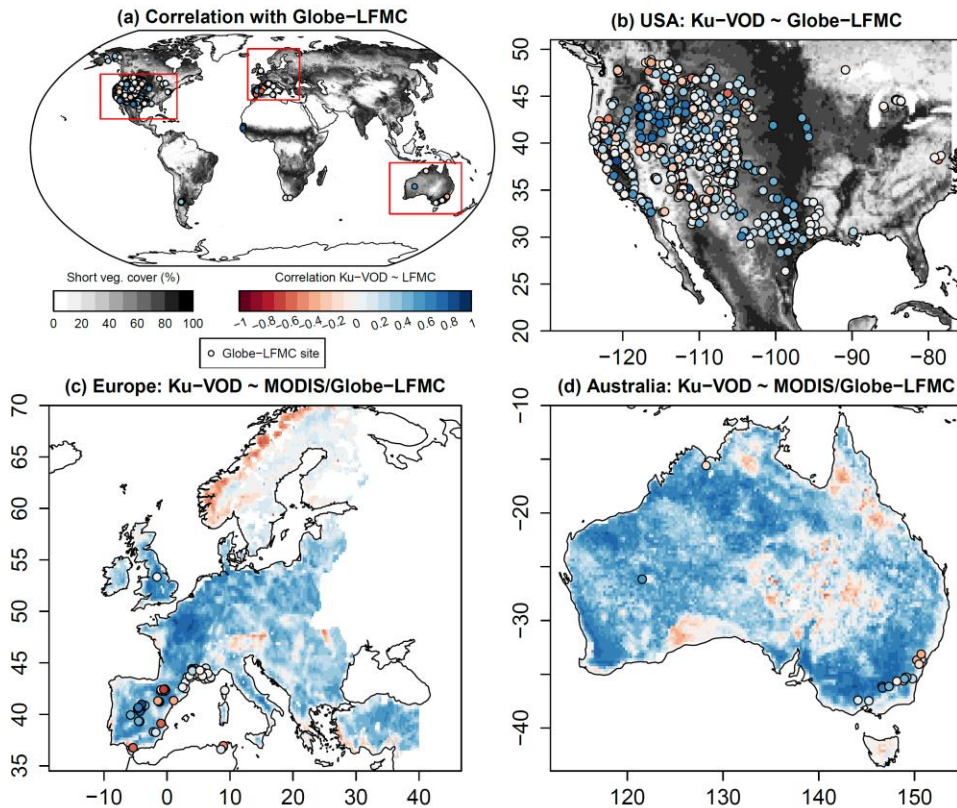 (a) Correlation with Globe−LFMC
Short veg. cover (%)
0 20 40 60 80 100
Correlation Ku−VOD ~ LFMC
−1 −0.8 −0.6 −0.4 −0.2 0 0.2 0.4 0.6 0.8 1
Globe−LFMC site
(b) USA: Ku−VOD ~ Globe−LFMC
50
45
40
35
30
25
20
−120 −110 −100 −90 −80
(c) Europe: Ku−VOD ~ MODIS/Globe−LFMC
70
65
60
55
50
45
40
35
−10 0 10 20 30 40
(d) Australia: Ku−VOD ~ MODIS/Globe−LFMC
−10
−20
−30
−40
120 130 140 150